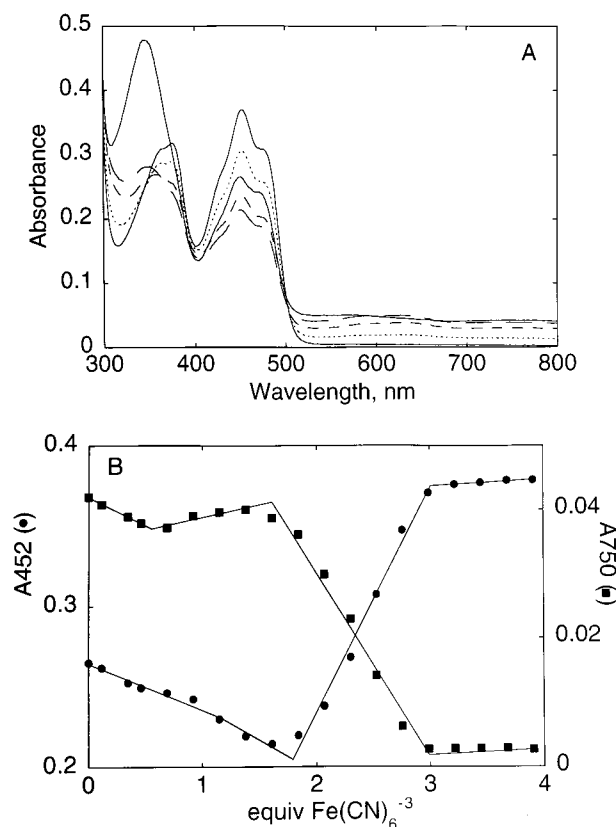 A
0.5
0.4
0.3
0.2
0.1
0
Absorbance
300 400 500 600 700 800
Wavelength, nm
B
0.4
0.3
0.2
A452 (●)
0.04
0.02
0
A750 (■)
0 1 2 3 4
equiv Fe(CN)₆⁻³